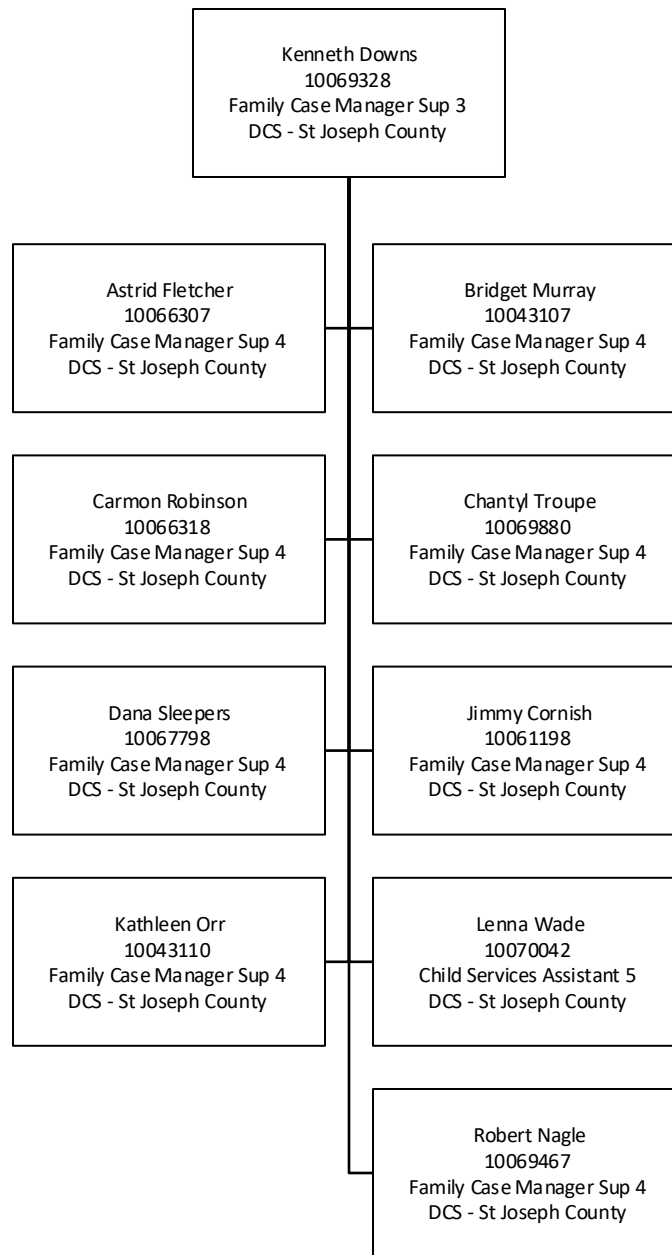 Kenneth Downs
10069328
Family Case Manager Sup 3
DCS - St Joseph County
Astrid Fletcher
10066307
Family Case Manager Sup 4
DCS - St Joseph County
Bridget Murray
10043107
Family Case Manager Sup 4
DCS - St Joseph County
Carmon Robinson
10066318
Family Case Manager Sup 4
DCS - St Joseph County
Chantyl Troupe
10069880
Family Case Manager Sup 4
DCS - St Joseph County
Dana Sleepers
10067798
Family Case Manager Sup 4
DCS - St Joseph County
Jimmy Cornish
10061198
Family Case Manager Sup 4
DCS - St Joseph County
Kathleen Orr
10043110
Family Case Manager Sup 4
DCS - St Joseph County
Lenna Wade
10070042
Child Services Assistant 5
DCS - St Joseph County
Robert Nagle
10069467
Family Case Manager Sup 4
DCS - St Joseph County